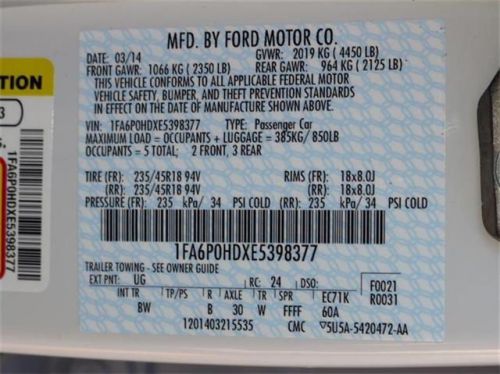 MFD. BY FORD MOTOR CO.
DATE: 03/14 GVWR: 2019 KG (4450 LB)
FRONT GAWR: 1066 KG (2350 LB) REAR GAWR: 964 KG (2125 LB)
THIS VEHICLE CONFORMS TO ALL APPLICABLE FEDERAL MOTOR
VEHICLE SAFETY, BUMPER, AND THEFT PREVENTION STANDARDS
IN EFFECT ON THE DATE OF MANUFACTURE SHOWN ABOVE.
VIN: 1FA6P0HDXE5398377 TYPE: Passenger Car
MAXIMUM LOAD = OCCUPANTS + LUGGAGE = 385KG/ 850LB
OCCUPANTS = 5 TOTAL; 2 FRONT, 3 REAR
TIRE (FR): 235/45R18 94V RIMS (FR): 18x8.0J
(RR): 235/45R18 94V (RR): 18x8.0J
PRESSURE (FR): 235 kPa/ 34 PSI COLD (RR): 235 kPa/ 34 PSI COLD
1FA6P0HDXE5398377
TRAILER TOWING - SEE OWNER GUIDE
EXT PNT: UG RC: 24 DSO: F0021
INT TR TP/PS R AXLE TR SPR EC71K R0031
BW B 30 W FFFF 60A
1201403215535 CMC ▽5U5A-5420472-AA
TION
3
S.
1FA6P0HDXE5398377